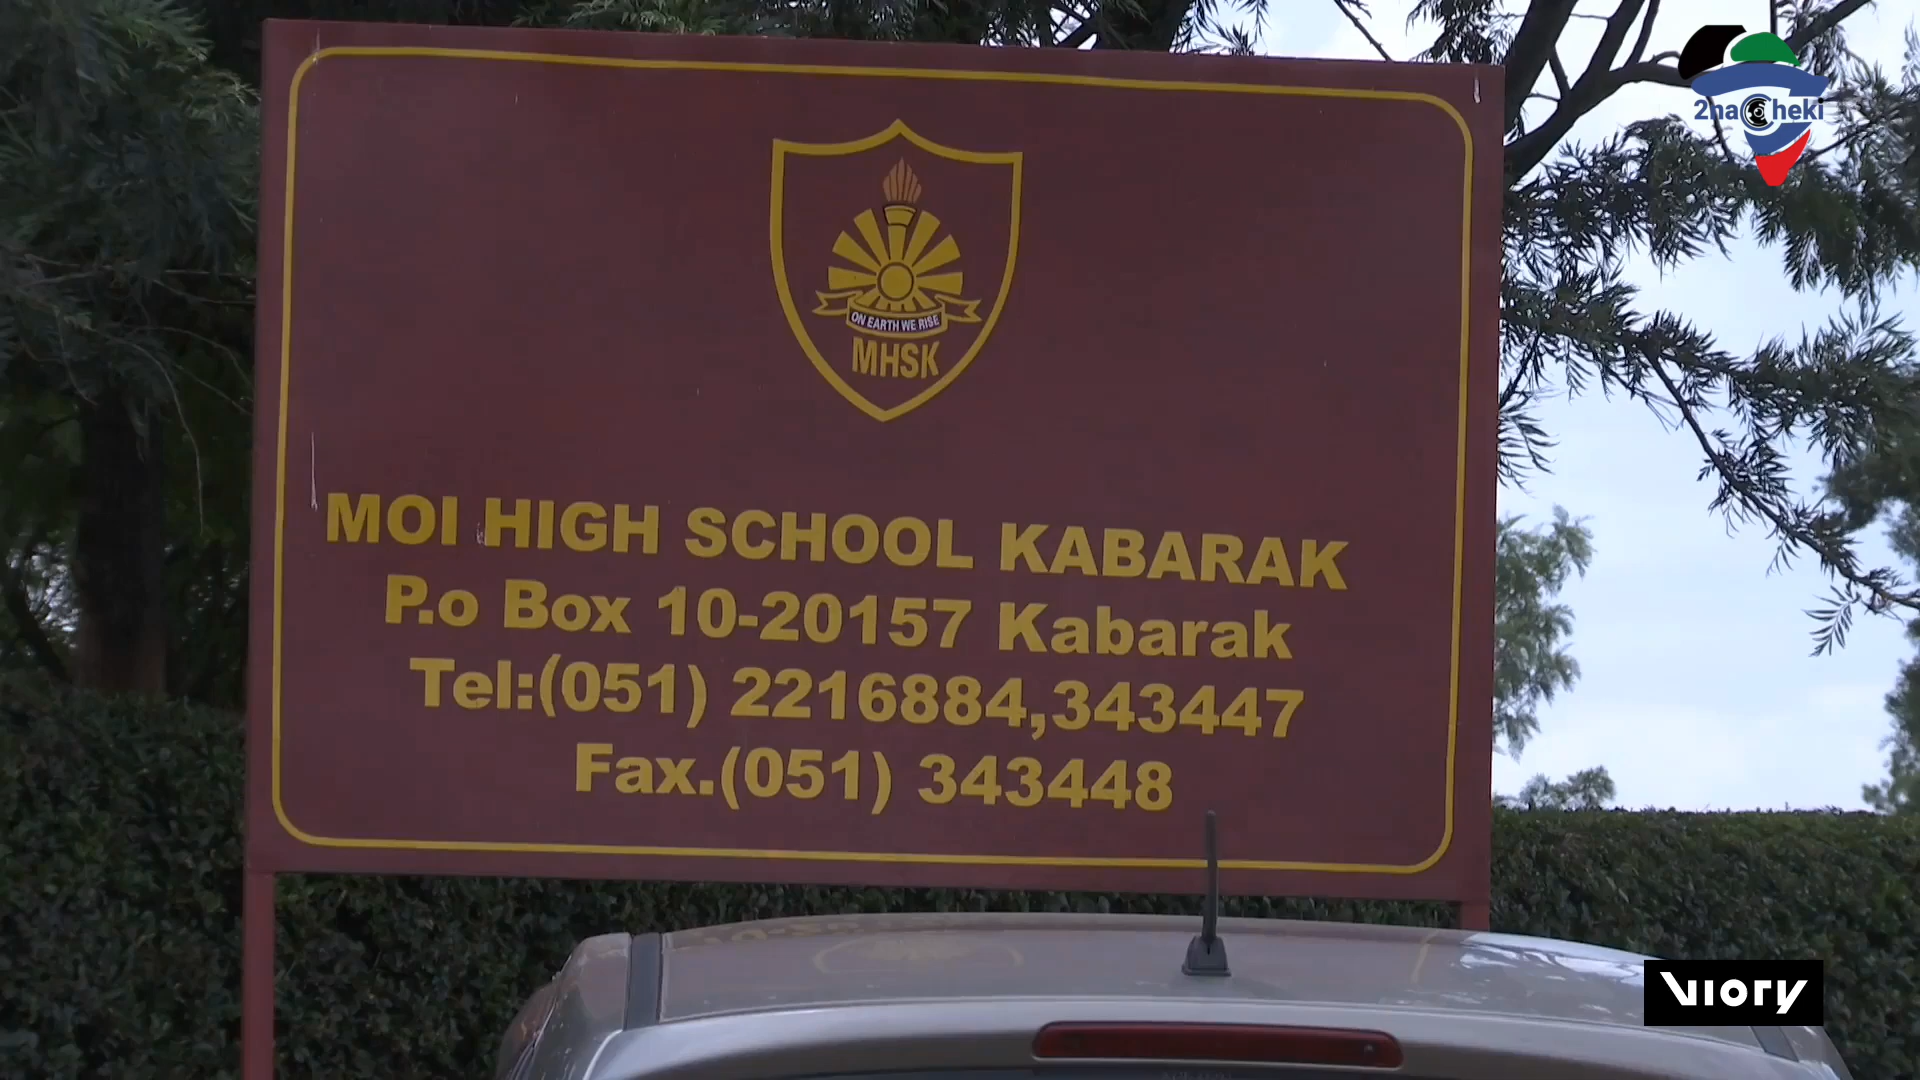 2naCheki
ON EARTH WE RISE
MHSK
MOI HIGH SCHOOL KABARAK
P.o Box 10-20157 Kabarak
Tel:(051) 2216884,343447
Fax.(051) 343448
VIORY